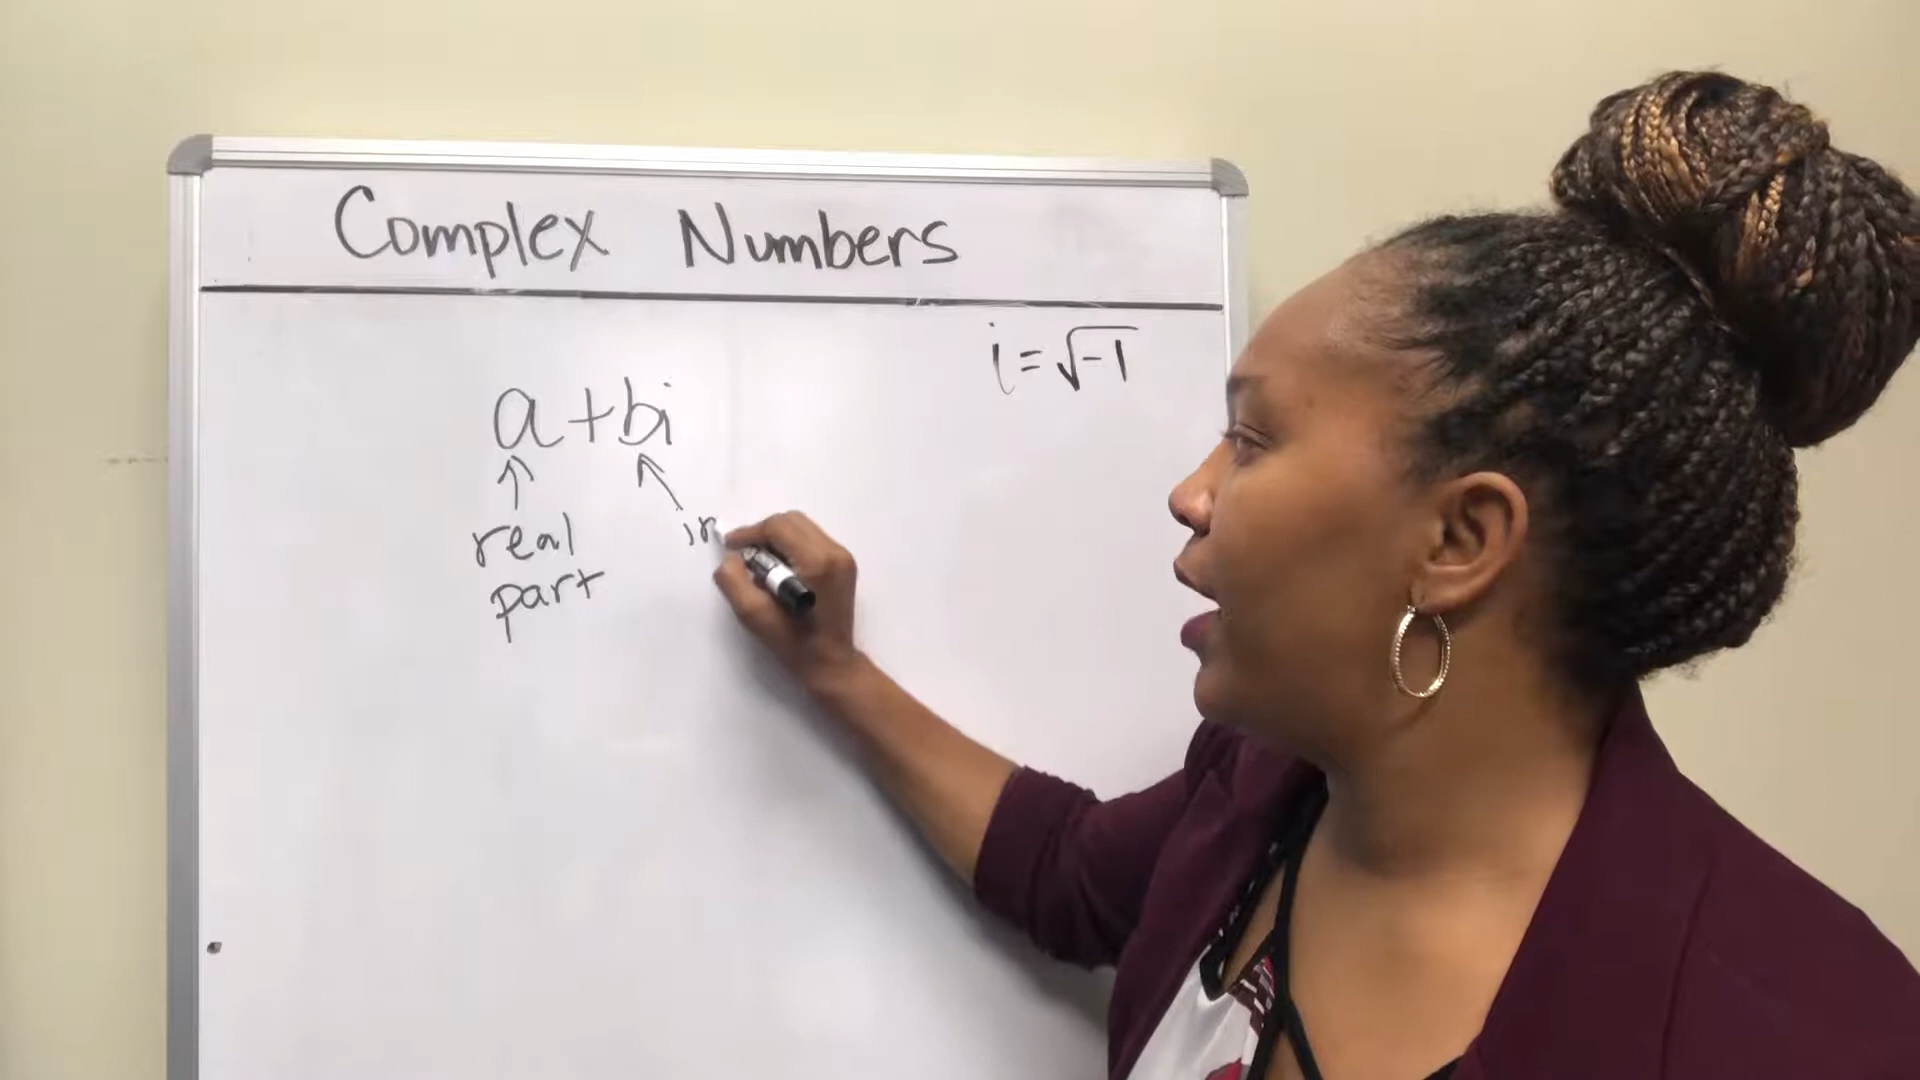 Complex Numbers
i = √-1
a + bi
real
part